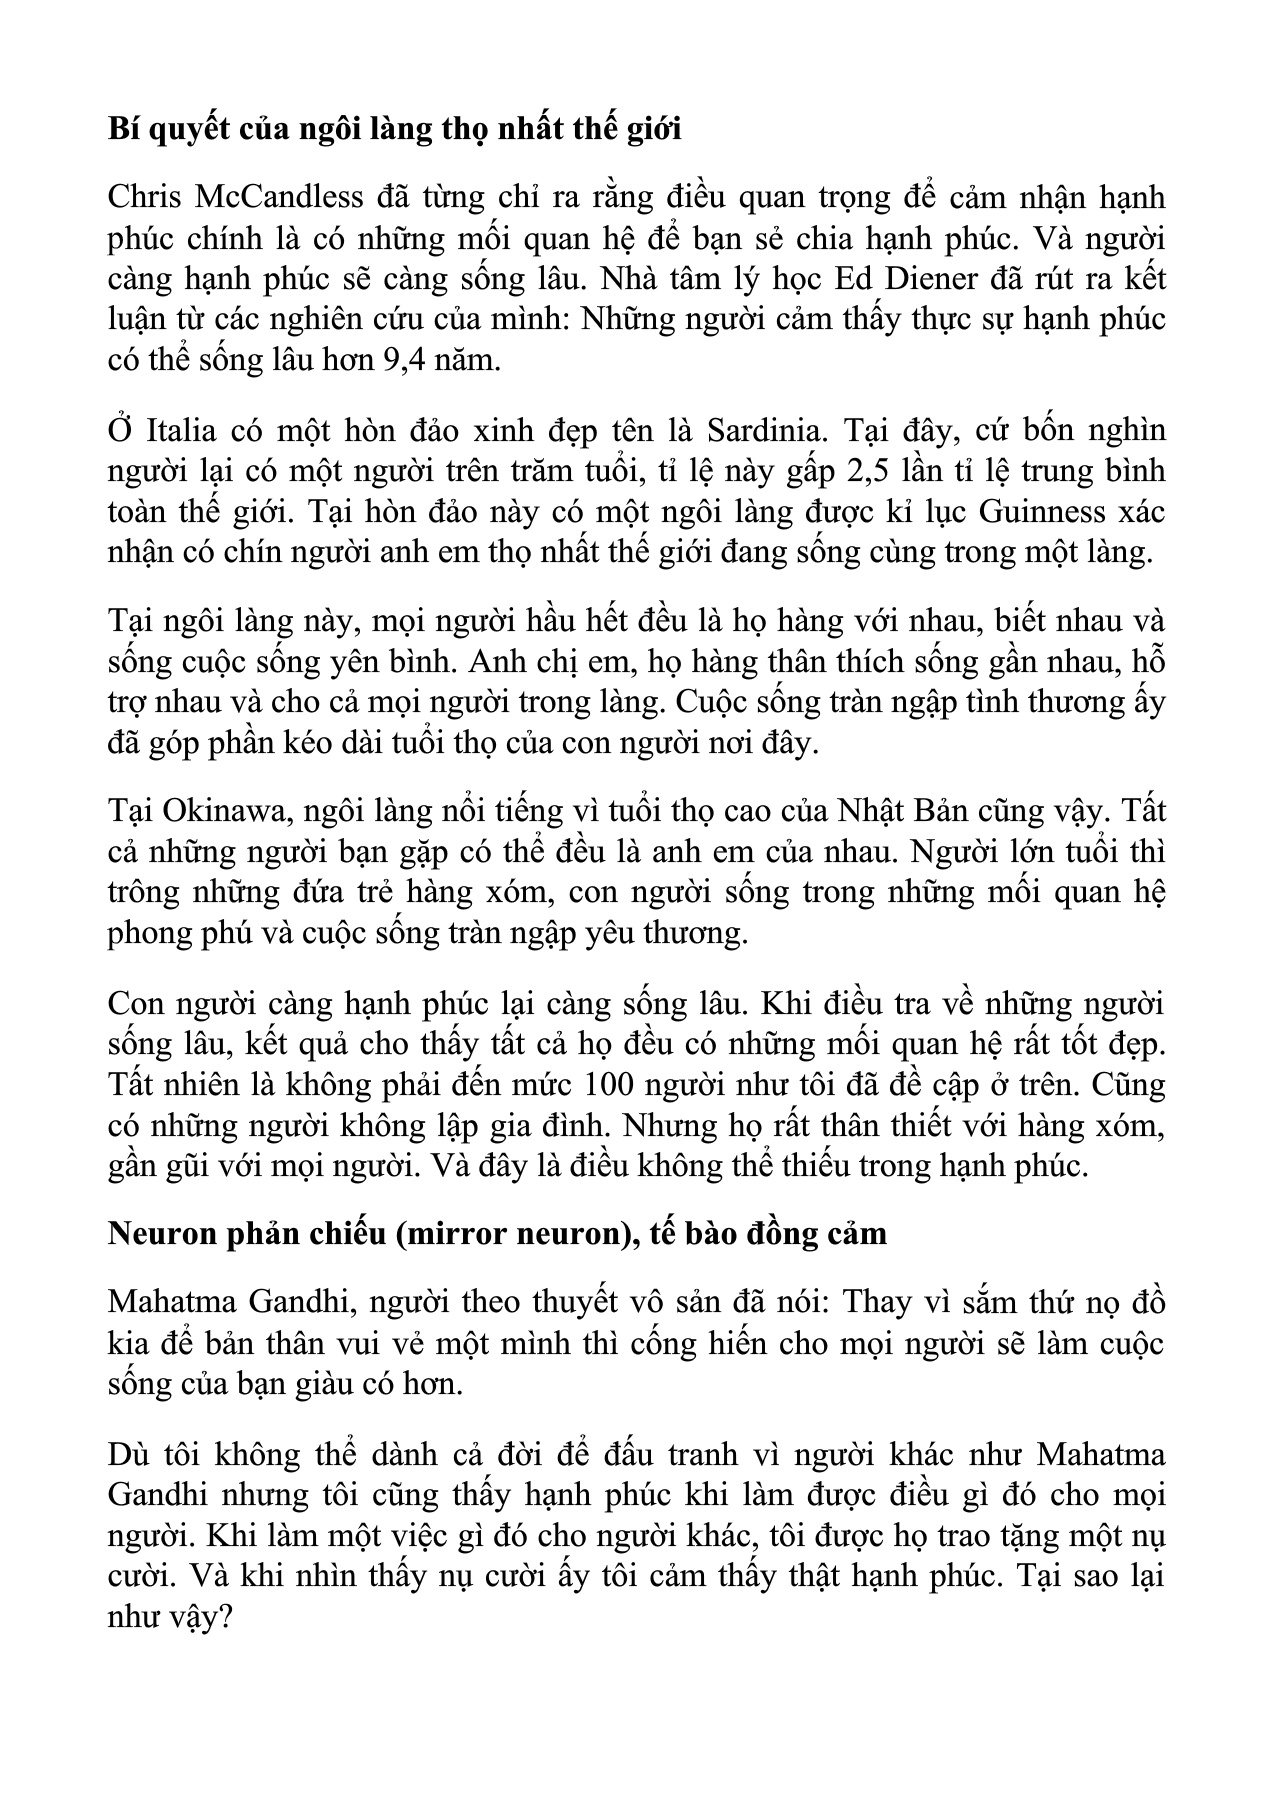 Bí quyết của ngôi làng thọ nhất thế giới
Chris McCandless đã từng chỉ ra rằng điều quan trọng để cảm nhận hạnh
phúc chính là có những mối quan hệ để bạn sẻ chia hạnh phúc. Và người
càng hạnh phúc sẽ càng sống lâu. Nhà tâm lý học Ed Diener đã rút ra kết
luận từ các nghiên cứu của mình: Những người cảm thấy thực sự hạnh phúc
có thể sống lâu hơn 9,4 năm.
Ở Italia có một hòn đảo xinh đẹp tên là Sardinia. Tại đây, cứ bốn nghìn
người lại có một người trên trăm tuổi, tỉ lệ này gấp 2,5 lần tỉ lệ trung bình
toàn thế giới. Tại hòn đảo này có một ngôi làng được kỉ lục Guinness xác
nhận có chín người anh em thọ nhất thế giới đang sống cùng trong một làng.
Tại ngôi làng này, mọi người hầu hết đều là họ hàng với nhau, biết nhau và
sống cuộc sống yên bình. Anh chị em, họ hàng thân thích sống gần nhau, hỗ
trợ nhau và cho cả mọi người trong làng. Cuộc sống tràn ngập tình thương ấy
đã góp phần kéo dài tuổi thọ của con người nơi đây.
Tại Okinawa, ngôi làng nổi tiếng vì tuổi thọ cao của Nhật Bản cũng vậy. Tất
cả những người bạn gặp có thể đều là anh em của nhau. Người lớn tuổi thì
trông những đứa trẻ hàng xóm, con người sống trong những mối quan hệ
phong phú và cuộc sống tràn ngập yêu thương.
Con người càng hạnh phúc lại càng sống lâu. Khi điều tra về những người
sống lâu, kết quả cho thấy tất cả họ đều có những mối quan hệ rất tốt đẹp.
Tất nhiên là không phải đến mức 100 người như tôi đã đề cập ở trên. Cũng
có những người không lập gia đình. Nhưng họ rất thân thiết với hàng xóm,
gần gũi với mọi người. Và đây là điều không thể thiếu trong hạnh phúc.
Neuron phản chiếu (mirror neuron), tế bào đồng cảm
Mahatma Gandhi, người theo thuyết vô sản đã nói: Thay vì sắm thứ nọ đồ
kia để bản thân vui vẻ một mình thì cống hiến cho mọi người sẽ làm cuộc
sống của bạn giàu có hơn.
Dù tôi không thể dành cả đời để đấu tranh vì người khác như Mahatma
Gandhi nhưng tôi cũng thấy hạnh phúc khi làm được điều gì đó cho mọi
người. Khi làm một việc gì đó cho người khác, tôi được họ trao tặng một nụ
cười. Và khi nhìn thấy nụ cười ấy tôi cảm thấy thật hạnh phúc. Tại sao lại
như vậy?